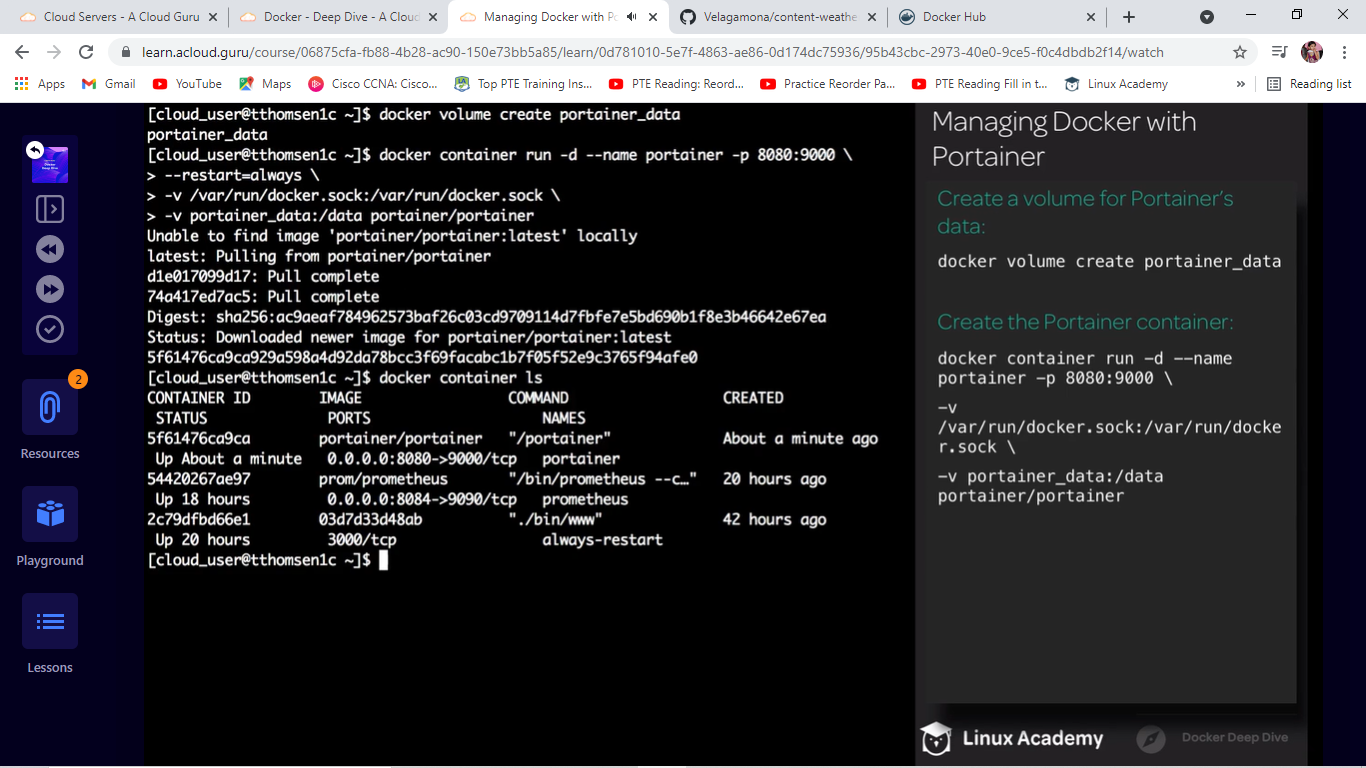 Cloud Servers - A Cloud Guru
Docker - Deep Dive - A Cloud
Managing Docker with Po
Velagamona/content-weathe
Docker Hub
learn.acloud.guru/course/06875cfa-fb88-4b28-ac90-150e73bb5a85/learn/0d781010-5e7f-4863-ae86-0d174dc75936/95b43cbc-2973-40e0-9ce5-f0c4dbdb2f14/watch
Apps
Gmail
YouTube
Maps
Cisco CCNA: Cisco...
Top PTE Training Ins...
PTE Reading: Reord...
Practice Reorder Pa...
PTE Reading Fill in t...
Linux Academy
»
Reading list
2
Resources
Playground
Lessons
[cloud_user@tthomsen1c ~]$ docker volume create portainer_data
portainer_data
[cloud_user@tthomsen1c ~]$ docker container run -d --name portainer -p 8080:9000 \
> --restart=always \
> -v /var/run/docker.sock:/var/run/docker.sock \
> -v portainer_data:/data portainer/portainer
Unable to find image 'portainer/portainer:latest' locally
latest: Pulling from portainer/portainer
d1e017099d17: Pull complete
74a417ed7ac5: Pull complete
Digest: sha256:ac9aeaf784962573baf26c03cd9709114d7fbfe7e5bd690b1f8e3b46642e67ea
Status: Downloaded newer image for portainer/portainer:latest
5f61476ca9ca929a598a4d92da78bcc3f69facabc1b7f05f52e9c3765f94afe0
[cloud_user@tthomsen1c ~]$ docker container ls
CONTAINER ID IMAGE COMMAND CREATED
STATUS PORTS NAMES
5f61476ca9ca portainer/portainer "/portainer" About a minute ago
Up About a minute 0.0.0.0:8080->9000/tcp portainer
54420267ae97 prom/prometheus "/bin/prometheus --c…" 20 hours ago
Up 18 hours 0.0.0.0:8084->9090/tcp prometheus
2c79dfbd66e1 03d7d33d48ab "./bin/www" 42 hours ago
Up 20 hours 3000/tcp always-restart
[cloud_user@tthomsen1c ~]$
Managing Docker with
Portainer
Create a volume for Portainer's
data:
docker volume create portainer_data
Create the Portainer container:
docker container run -d --name
portainer -p 8080:9000 \
-v
/var/run/docker.sock:/var/run/docke
r.sock \
-v portainer_data:/data
portainer/portainer
Linux Academy
Docker Deep Dive